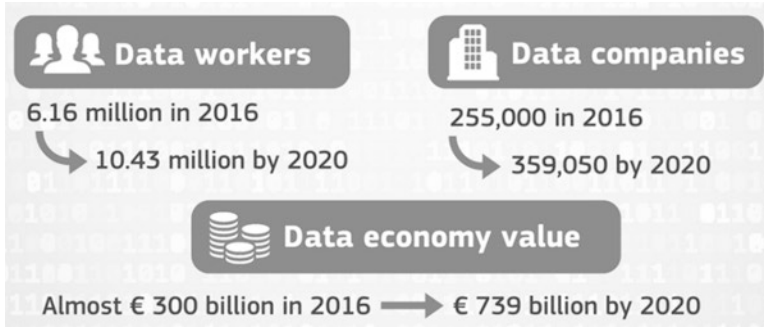 Data workers
6.16 million in 2016
10.43 million by 2020
Data companies
255,000 in 2016
359,050 by 2020
Data economy value
Almost € 300 billion in 2016
€ 739 billion by 2020